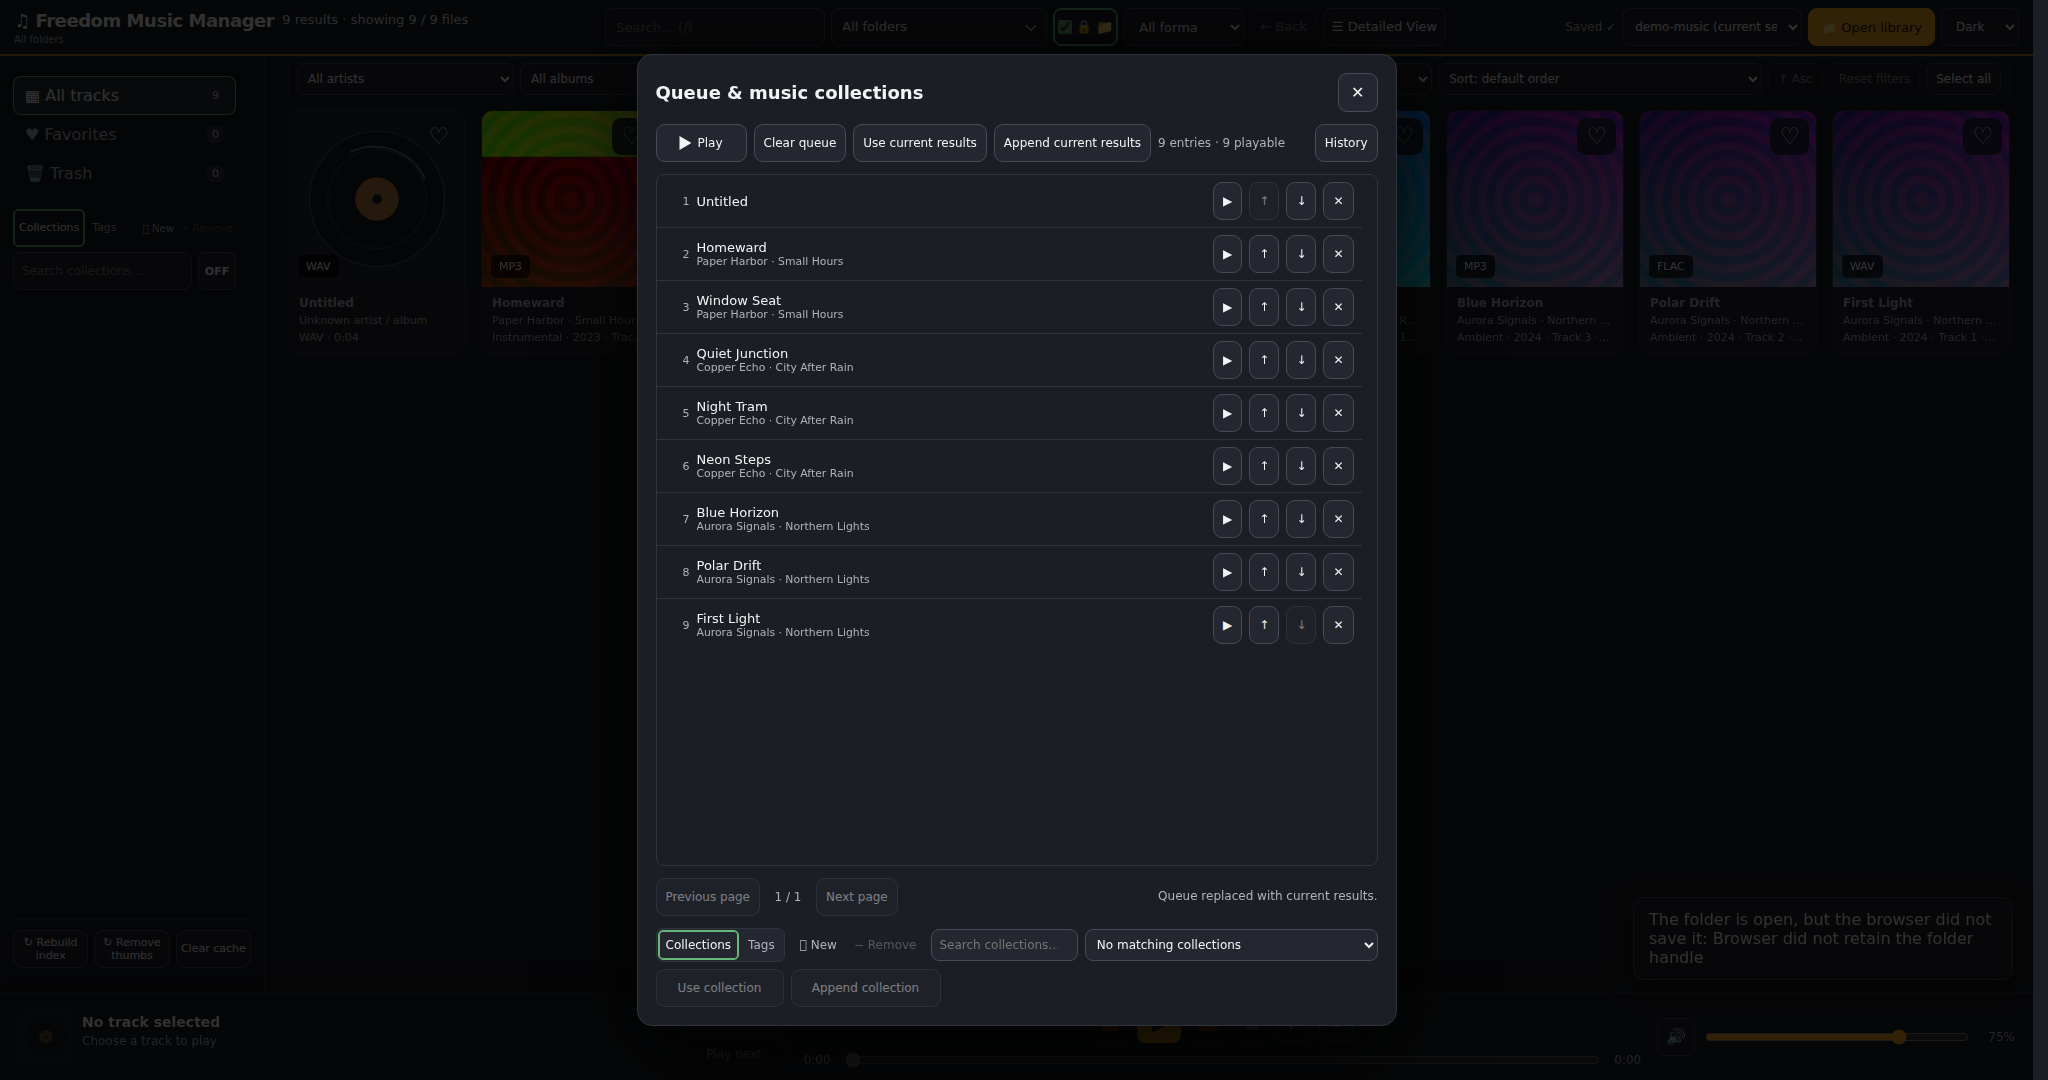 ♫ Freedom Music Manager 9 results · showing 9 / 9 files
All folders
Search... (/)
All folders
All forma
← Back
☰ Detailed View
Saved ✓
demo-music (current se
Open library
Dark
All tracks 9
Favorites 0
Trash 0
Collections Tags New − Remove
Search collections...
OFF
↻ Rebuild index
↻ Remove thumbs
Clear cache
All artists
All albums
Sort: default order
↑ Asc
Reset filters
Select all
WAV
Untitled
Unknown artist / album
WAV · 0:04
MP3
Homeward
Paper Harbor · Small Hour
Instrumental · 2023 · Trac
R...
1...
MP3
Blue Horizon
Aurora Signals · Northern ...
Ambient · 2024 · Track 3 ·...
FLAC
Polar Drift
Aurora Signals · Northern ...
Ambient · 2024 · Track 2 ·...
WAV
First Light
Aurora Signals · Northern ...
Ambient · 2024 · Track 1 ·...
Queue & music collections
✕
▶ Play
Clear queue
Use current results
Append current results
9 entries · 9 playable
History
1 Untitled ▶ ↑ ↓ ✕
2 Homeward ▶ ↑ ↓ ✕
Paper Harbor · Small Hours
3 Window Seat ▶ ↑ ↓ ✕
Paper Harbor · Small Hours
4 Quiet Junction ▶ ↑ ↓ ✕
Copper Echo · City After Rain
5 Night Tram ▶ ↑ ↓ ✕
Copper Echo · City After Rain
6 Neon Steps ▶ ↑ ↓ ✕
Copper Echo · City After Rain
7 Blue Horizon ▶ ↑ ↓ ✕
Aurora Signals · Northern Lights
8 Polar Drift ▶ ↑ ↓ ✕
Aurora Signals · Northern Lights
9 First Light ▶ ↑ ↓ ✕
Aurora Signals · Northern Lights
Previous page
1 / 1
Next page
Queue replaced with current results.
Collections Tags New − Remove
Search collections...
No matching collections
Use collection
Append collection
The folder is open, but the browser did not
save it: Browser did not retain the folder
handle
No track selected
Choose a track to play
Play next
0:00
0:00
75%